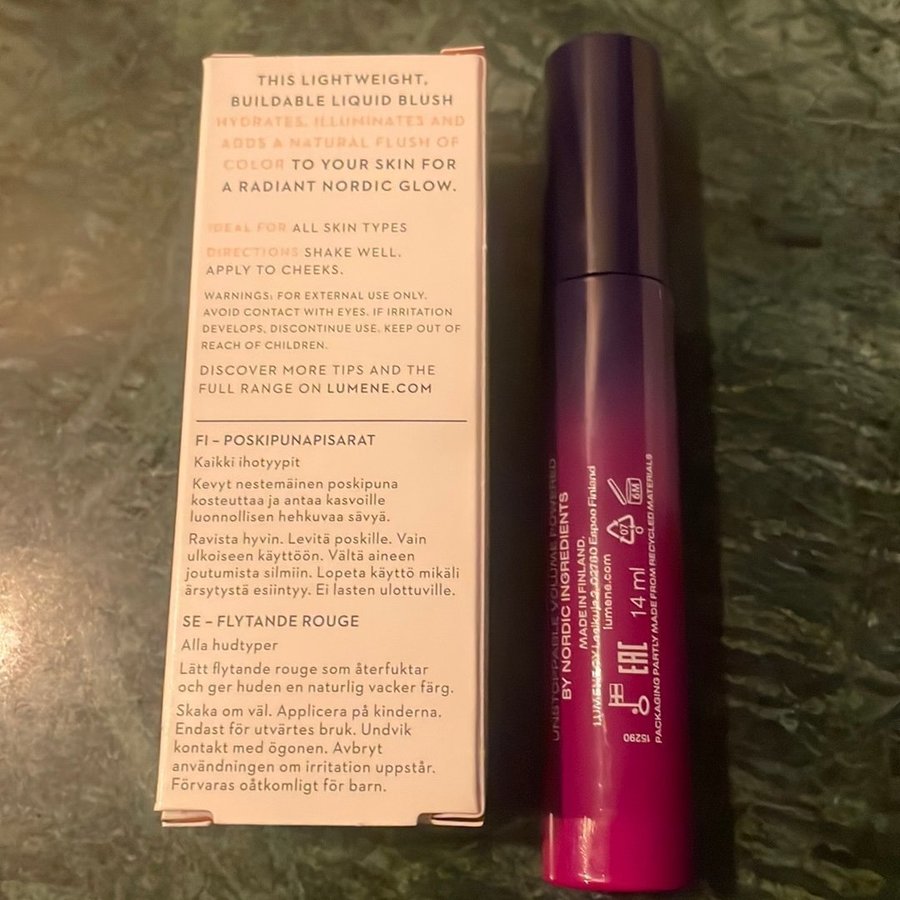 THIS LIGHTWEIGHT,
BUILDABLE LIQUID BLUSH
HYDRATES, ILLUMINATES AND
ADDS A NATURAL FLUSH OF
COLOR TO YOUR SKIN FOR
A RADIANT NORDIC GLOW.
IDEAL FOR ALL SKIN TYPES
DIRECTIONS SHAKE WELL.
APPLY TO CHEEKS.
WARNINGS: FOR EXTERNAL USE ONLY.
AVOID CONTACT WITH EYES. IF IRRITATION
DEVELOPS, DISCONTINUE USE. KEEP OUT OF
REACH OF CHILDREN.
DISCOVER MORE TIPS AND THE
FULL RANGE ON LUMENE.COM
FI – POSKIPUNAPISARAT
Kaikki ihotyypit
Kevyt nestemäinen poskipuna
kosteuttaa ja antaa kasvoille
luonnollisen hehkuvaa sävyä.
Ravista hyvin. Levitä poskille. Vain
ulkoiseen käyttöön. Vältä aineen
joutumista silmiin. Lopeta käyttö mikäli
ärsytystä esiintyy. Ei lasten ulottuville.
SE – FLYTANDE ROUGE
Alla hudtyper
Lätt flytande rouge som återfuktar
och ger huden en naturlig vacker färg.
Skaka om väl. Applicera på kinderna.
Endast för utvärtes bruk. Undvik
kontakt med ögonen. Avbryt
användningen om irritation uppstår.
Förvaras oåtkomligt för barn.
UNSTOPPABLE VOLUME POWERED
BY NORDIC INGREDIENTS
MADE IN FINLAND,
LUMENE OY, 2, 02780 Espoo Finland
lumene.com
07
6M
EAC 14 ml
15290
PACKAGING PARTLY MADE FROM RECYCLED MATERIALS